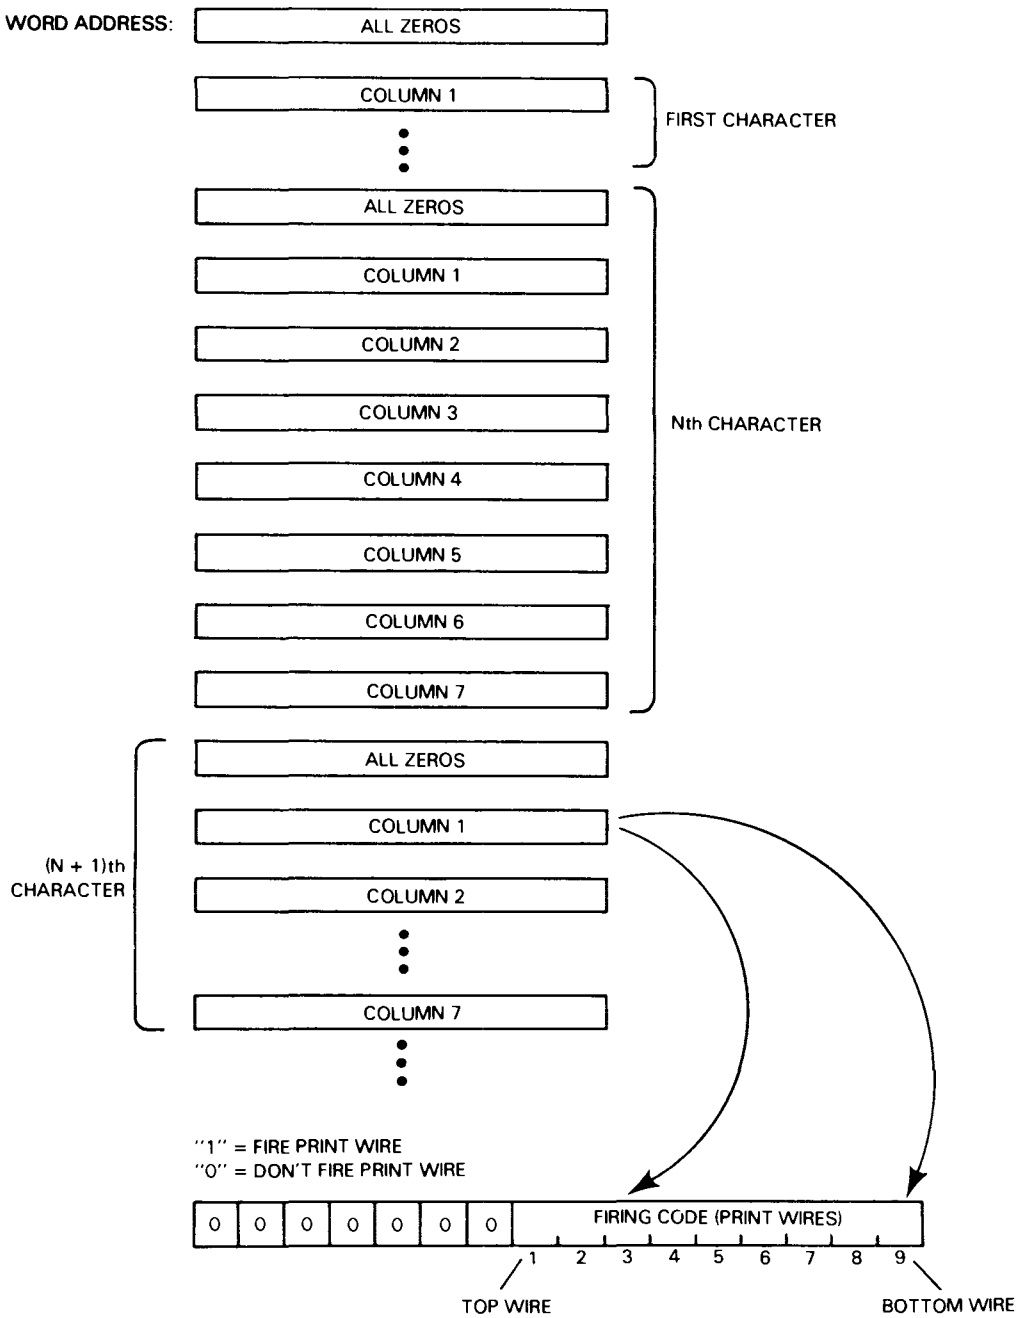 WORD ADDRESS:
ALL ZEROS
COLUMN 1
FIRST CHARACTER
ALL ZEROS
COLUMN 1
COLUMN 2
COLUMN 3
Nth CHARACTER
COLUMN 4
COLUMN 5
COLUMN 6
COLUMN 7
ALL ZEROS
COLUMN 1
(N + 1)th
CHARACTER
COLUMN 2
COLUMN 7
"1" = FIRE PRINT WIRE
"0" = DON'T FIRE PRINT WIRE
0 0 0 0 0 0 0 FIRING CODE (PRINT WIRES)
1 2 3 4 5 6 7 8 9
TOP WIRE BOTTOM WIRE